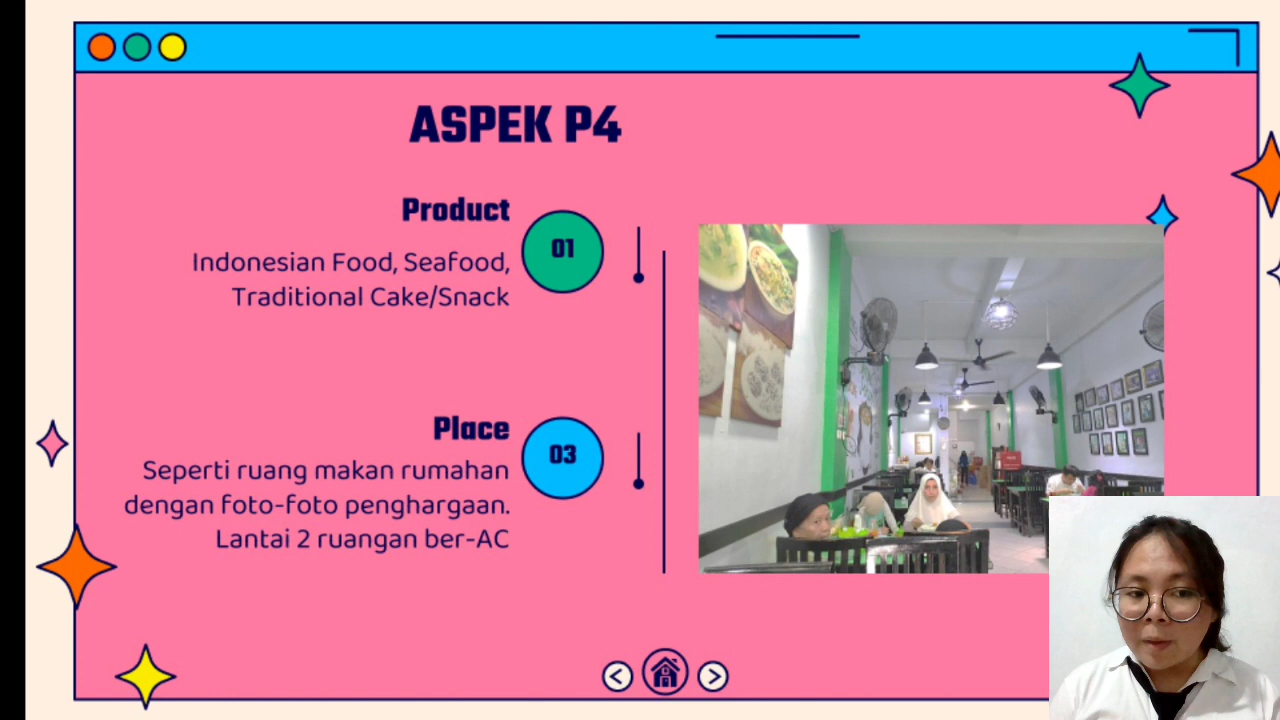 ASPEK P4
Product
01
Indonesian Food, Seafood,
Traditional Cake/Snack
Place
03
Seperti ruang makan rumahan
dengan foto-foto penghargaan.
Lantai 2 ruangan ber-AC